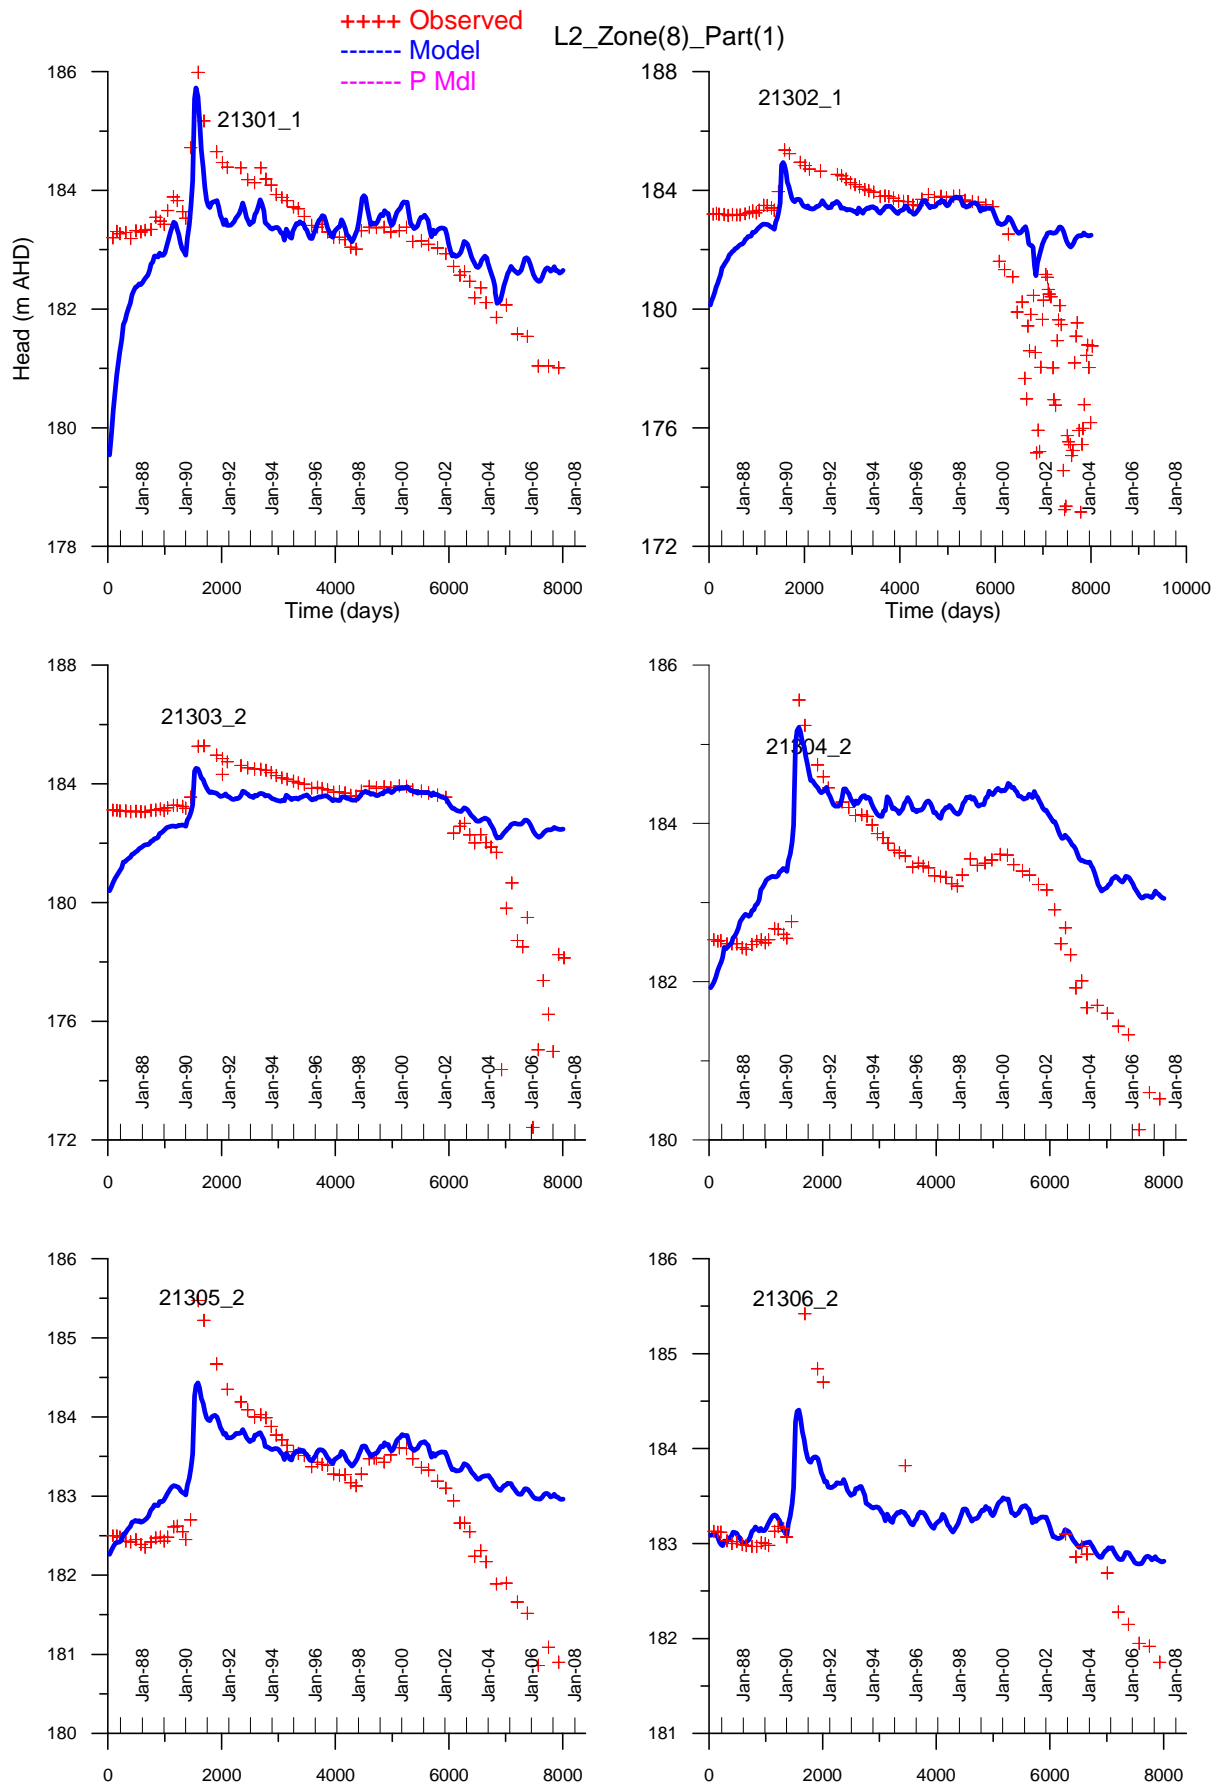 ++++ Observed
------- Model
------- P Mdl
L2_Zone(8)_Part(1)
Head (m AHD)
186
184
182
180
178
21301_1
Jan-88
Jan-90
Jan-92
Jan-94
Jan-96
Jan-98
Jan-00
Jan-02
Jan-04
Jan-06
Jan-08
0 2000 4000 6000 8000
Time (days)
188
184
180
176
172
21302_1
Jan-88
Jan-90
Jan-92
Jan-94
Jan-96
Jan-98
Jan-00
Jan-02
Jan-04
Jan-06
Jan-08
0 2000 4000 6000 8000 10000
Time (days)
188
184
180
176
172
21303_2
Jan-88
Jan-90
Jan-92
Jan-94
Jan-96
Jan-98
Jan-00
Jan-02
Jan-04
Jan-06
Jan-08
0 2000 4000 6000 8000
186
184
182
180
21304_2
Jan-88
Jan-90
Jan-92
Jan-94
Jan-96
Jan-98
Jan-00
Jan-02
Jan-04
Jan-06
Jan-08
0 2000 4000 6000 8000
186
185
184
183
182
181
180
21305_2
Jan-88
Jan-90
Jan-92
Jan-94
Jan-96
Jan-98
Jan-00
Jan-02
Jan-04
Jan-06
Jan-08
0 2000 4000 6000 8000
186
185
184
183
182
181
21306_2
Jan-88
Jan-90
Jan-92
Jan-94
Jan-96
Jan-98
Jan-00
Jan-02
Jan-04
Jan-06
Jan-08
0 2000 4000 6000 8000